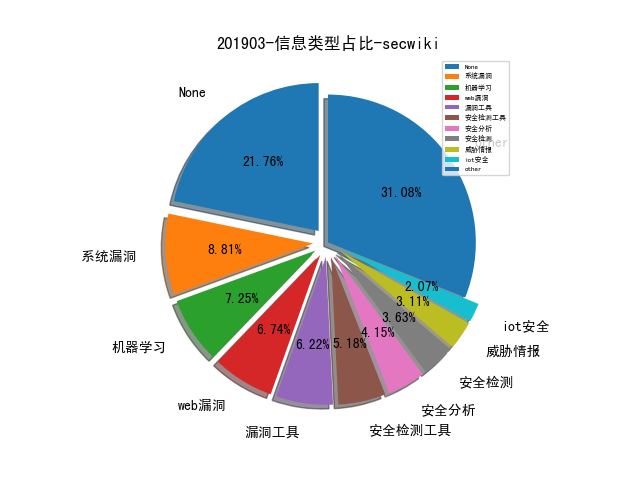 201903-信息类型占比-secwiki
None
系统漏洞
机器学习
web漏洞
漏洞工具
安全检测工具
安全分析
安全检测
威胁情报
iot安全
other
None
21.76%
31.08%
other
系统漏洞
8.81%
机器学习
7.25%
web漏洞
6.74%
漏洞工具
6.22%
安全检测工具
5.18%
安全分析
4.15%
安全检测
3.63%
威胁情报
3.11%
iot安全
2.07%